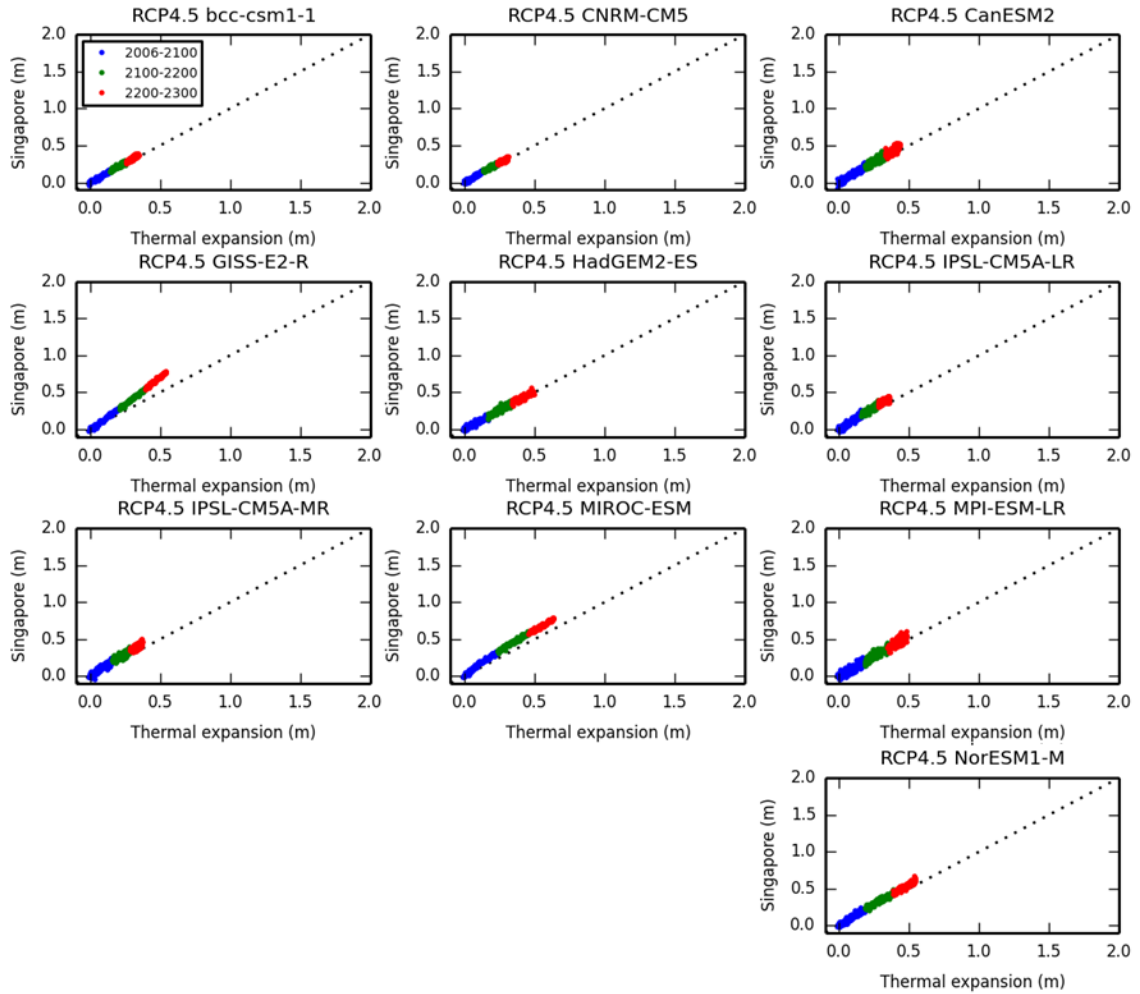 RCP4.5 bcc-csm1-1
2.0
1.5
1.0
0.5
0.0
Singapore (m)
2006-2100
2100-2200
2200-2300
0.0 0.5 1.0 1.5 2.0
Thermal expansion (m)
RCP4.5 CNRM-CM5
2.0
1.5
1.0
0.5
0.0
Singapore (m)
0.0 0.5 1.0 1.5 2.0
Thermal expansion (m)
RCP4.5 CanESM2
2.0
1.5
1.0
0.5
0.0
Singapore (m)
0.0 0.5 1.0 1.5 2.0
Thermal expansion (m)
RCP4.5 GISS-E2-R
2.0
1.5
1.0
0.5
0.0
Singapore (m)
0.0 0.5 1.0 1.5 2.0
Thermal expansion (m)
RCP4.5 HadGEM2-ES
2.0
1.5
1.0
0.5
0.0
Singapore (m)
0.0 0.5 1.0 1.5 2.0
Thermal expansion (m)
RCP4.5 IPSL-CM5A-LR
2.0
1.5
1.0
0.5
0.0
Singapore (m)
0.0 0.5 1.0 1.5 2.0
Thermal expansion (m)
RCP4.5 IPSL-CM5A-MR
2.0
1.5
1.0
0.5
0.0
Singapore (m)
0.0 0.5 1.0 1.5 2.0
Thermal expansion (m)
RCP4.5 MIROC-ESM
2.0
1.5
1.0
0.5
0.0
Singapore (m)
0.0 0.5 1.0 1.5 2.0
Thermal expansion (m)
RCP4.5 MPI-ESM-LR
2.0
1.5
1.0
0.5
0.0
Singapore (m)
0.0 0.5 1.0 1.5 2.0
Thermal expansion (m)
RCP4.5 NorESM1-M
2.0
1.5
1.0
0.5
0.0
Singapore (m)
0.0 0.5 1.0 1.5 2.0
Thermal expansion (m)